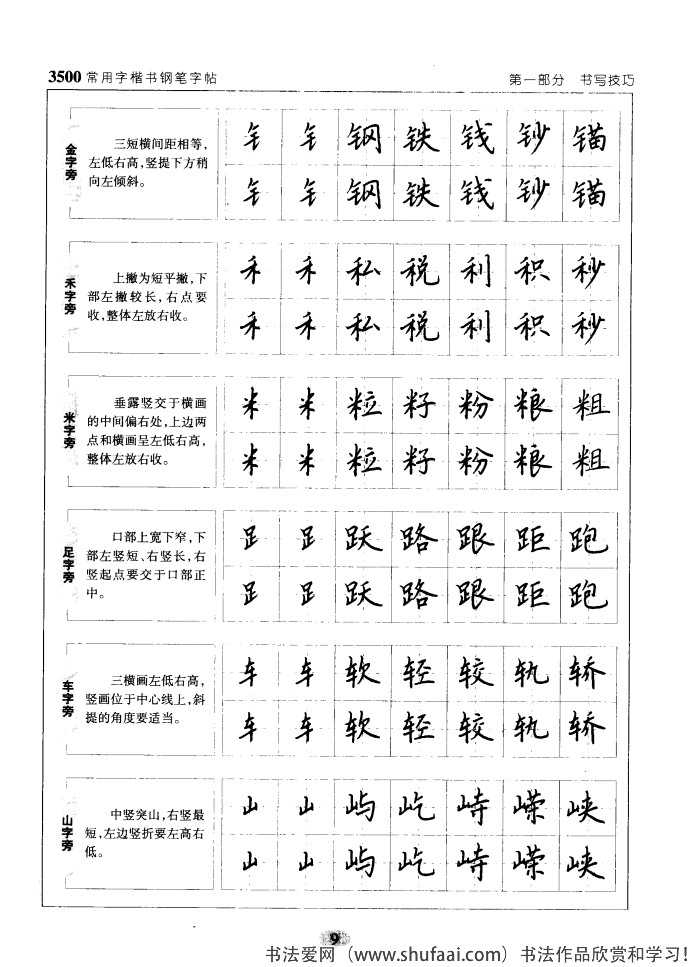 3500常用字楷书钢笔字帖
第一部分 书写技巧
金字旁
三短横间距相等,
左低右高,竖提下方稍
向左倾斜。
钅 钅 钢 铁 钱 钞 锚
钅 钅 钢 铁 钱 钞 锚
禾字旁
上撇为短平撇,下
部左撇较长,右点要
收,整体左放右收。
禾 禾 私 税 利 积 秒
禾 禾 私 税 利 积 秒
米字旁
垂露竖交于横画
的中间偏右处,上边两
点和横画呈左低右高,
整体左放右收。
米 米 粒 籽 粉 粮 粗
米 米 粒 籽 粉 粮 粗
足字旁
口部上宽下窄,下
部左竖短、右竖长,右
竖起点要交于口部正
中。
𧾷 𧾷 跃 路 跟 距 跑
𧾷 𧾷 跃 路 跟 距 跑
车字旁
三横画左低右高,
竖画位于中心线上,斜
提的角度要适当。
车 车 软 轻 较 轨 轿
车 车 软 轻 较 轨 轿
山字旁
中竖突山,右竖最
短,左边竖折要左高右
低。
山 山 屿 屹 峙 嵘 峡
山 山 屿 屹 峙 嵘 峡
9
书法爱网（www.shufaai.com）书法作品欣赏和学习！